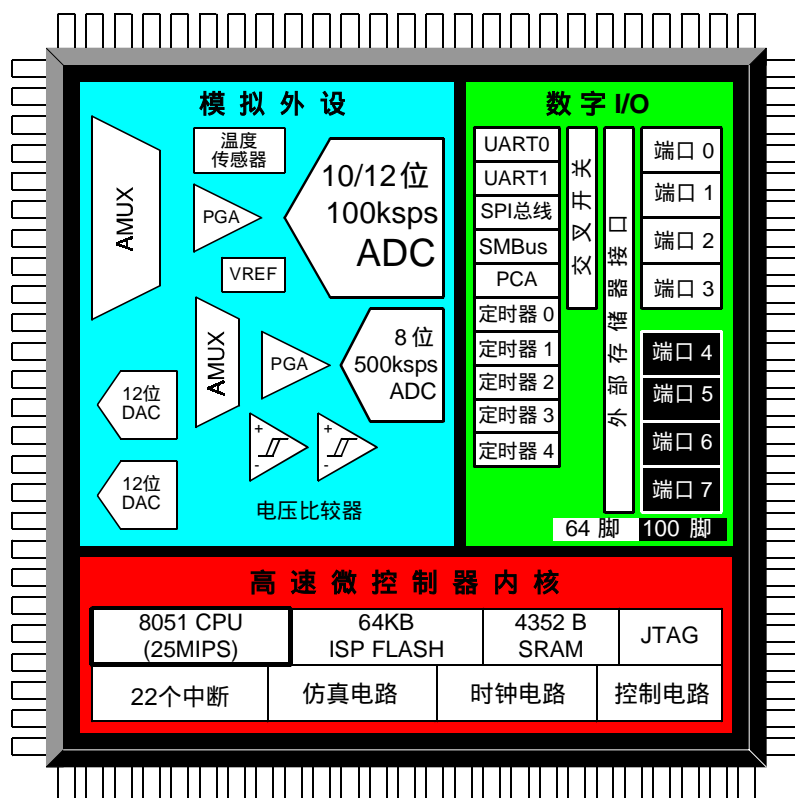 模拟外设
AMUX
温度
传感器
PGA
VREF
10/12位
100ksps
ADC
AMUX
PGA
8位
500ksps
ADC
12位
DAC
12位
DAC
+
-
+
-
电压比较器
数字I/O
UART0
UART1
SPI总线
SMBus
PCA
定时器 0
定时器 1
定时器 2
定时器 3
定时器 4
交叉开关
外部存储器接口
端口 0
端口 1
端口 2
端口 3
端口 4
端口 5
端口 6
端口 7
64 脚
100 脚
高速微控制器内核
8051 CPU
(25MIPS)
64KB
ISP FLASH
4352 B
SRAM
JTAG
22个中断
仿真电路
时钟电路
控制电路